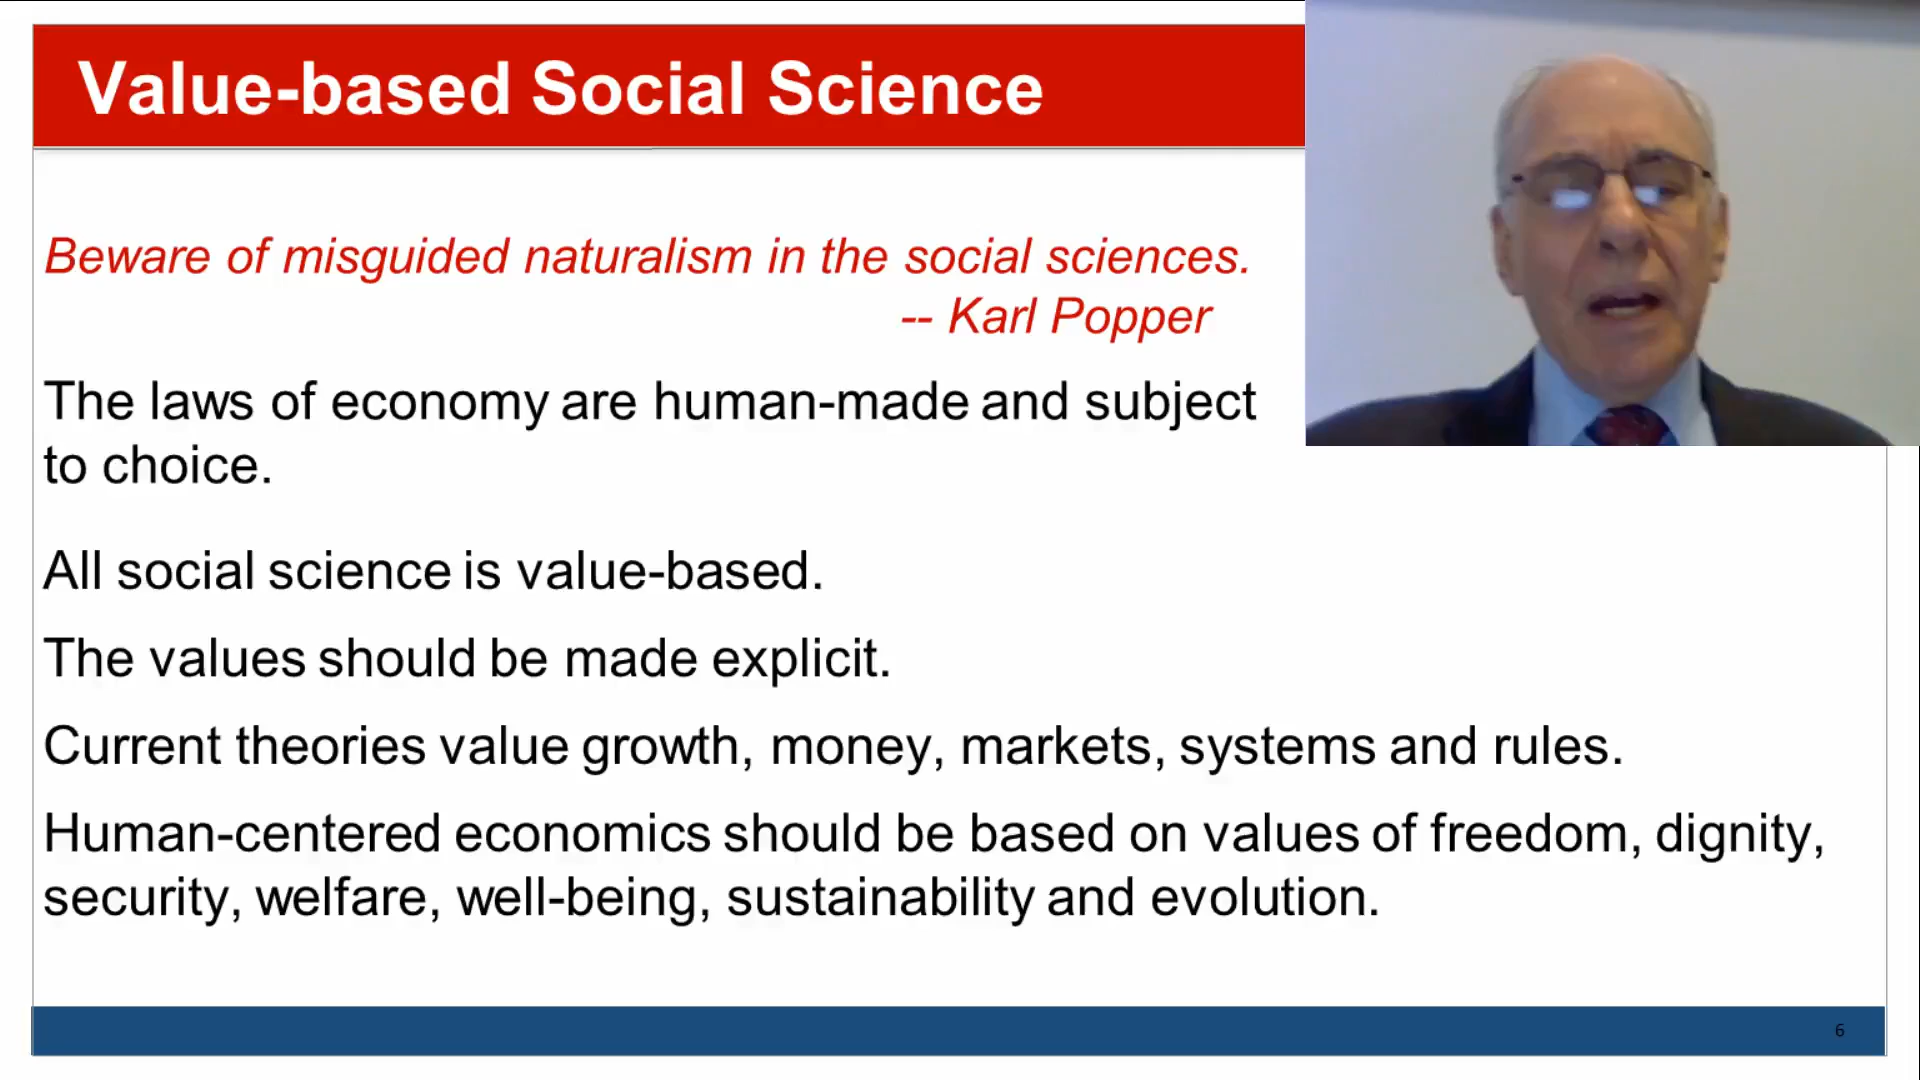 Value-based Social Science
Beware of misguided naturalism in the social sciences.
-- Karl Popper
The laws of economy are human-made and subject
to choice.
All social science is value-based.
The values should be made explicit.
Current theories value growth, money, markets, systems and rules.
Human-centered economics should be based on values of freedom, dignity,
security, welfare, well-being, sustainability and evolution.
6